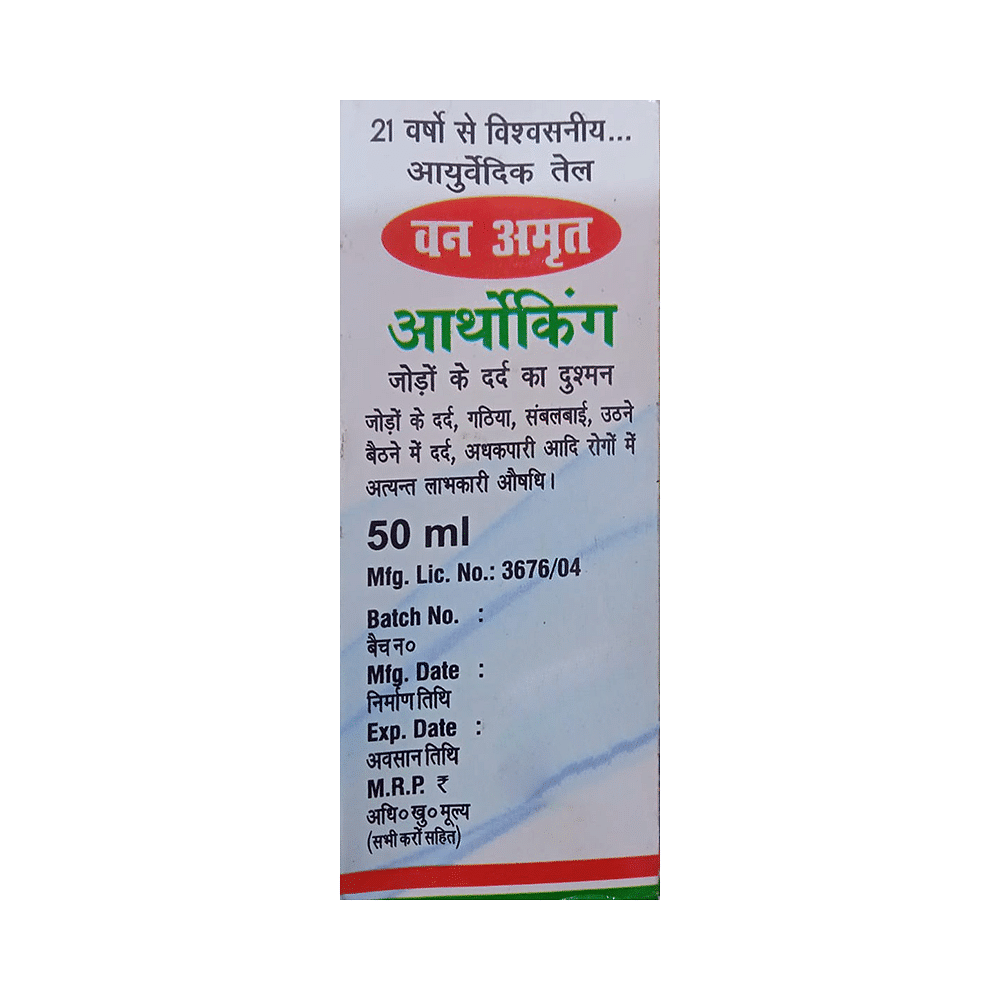 21 वर्षो से विश्वसनीय...
आयुर्वेदिक तेल
वन अमृत
आर्थोकिंग
जोड़ों के दर्द का दुश्मन
जोड़ों के दर्द, गठिया, संबलबाई, उठने
बैठने में दर्द, अधकपारी आदि रोगों में
अत्यन्त लाभकारी औषधि।
50 ml
Mfg. Lic. No.: 3676/04
Batch No. :
बैच न०
Mfg. Date :
निर्माण तिथि
Exp. Date :
अवसान तिथि
M.R.P. ₹
अधि० खु० मूल्य
(सभी करों सहित)